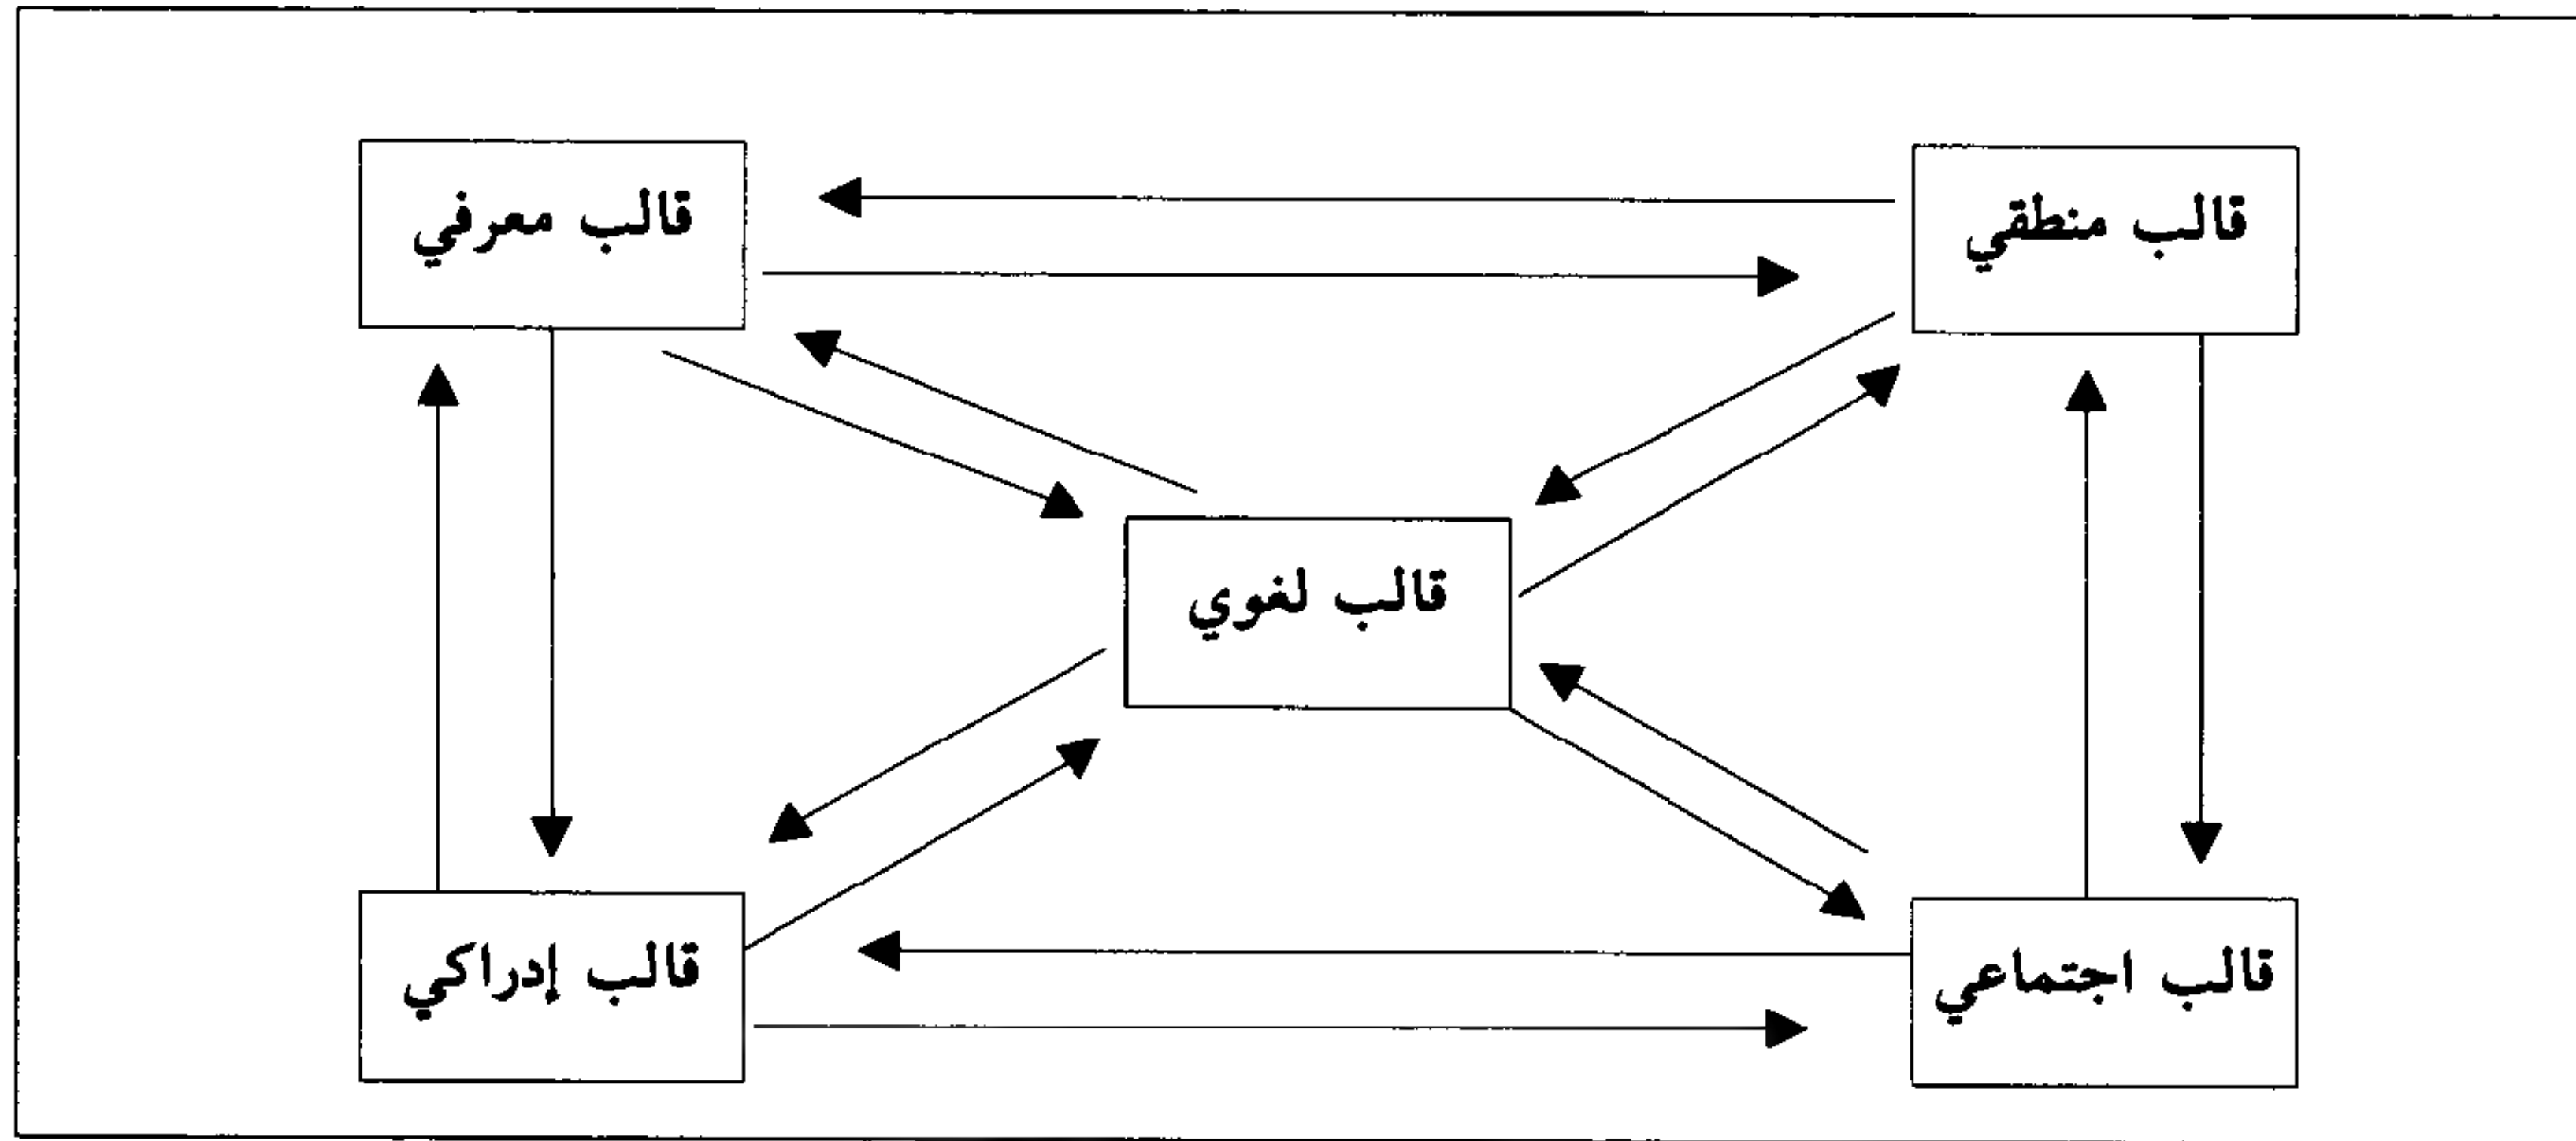 قالب منطقي
قالب معرفي
قالب لغوي
قالب اجتماعي
قالب إدراكي